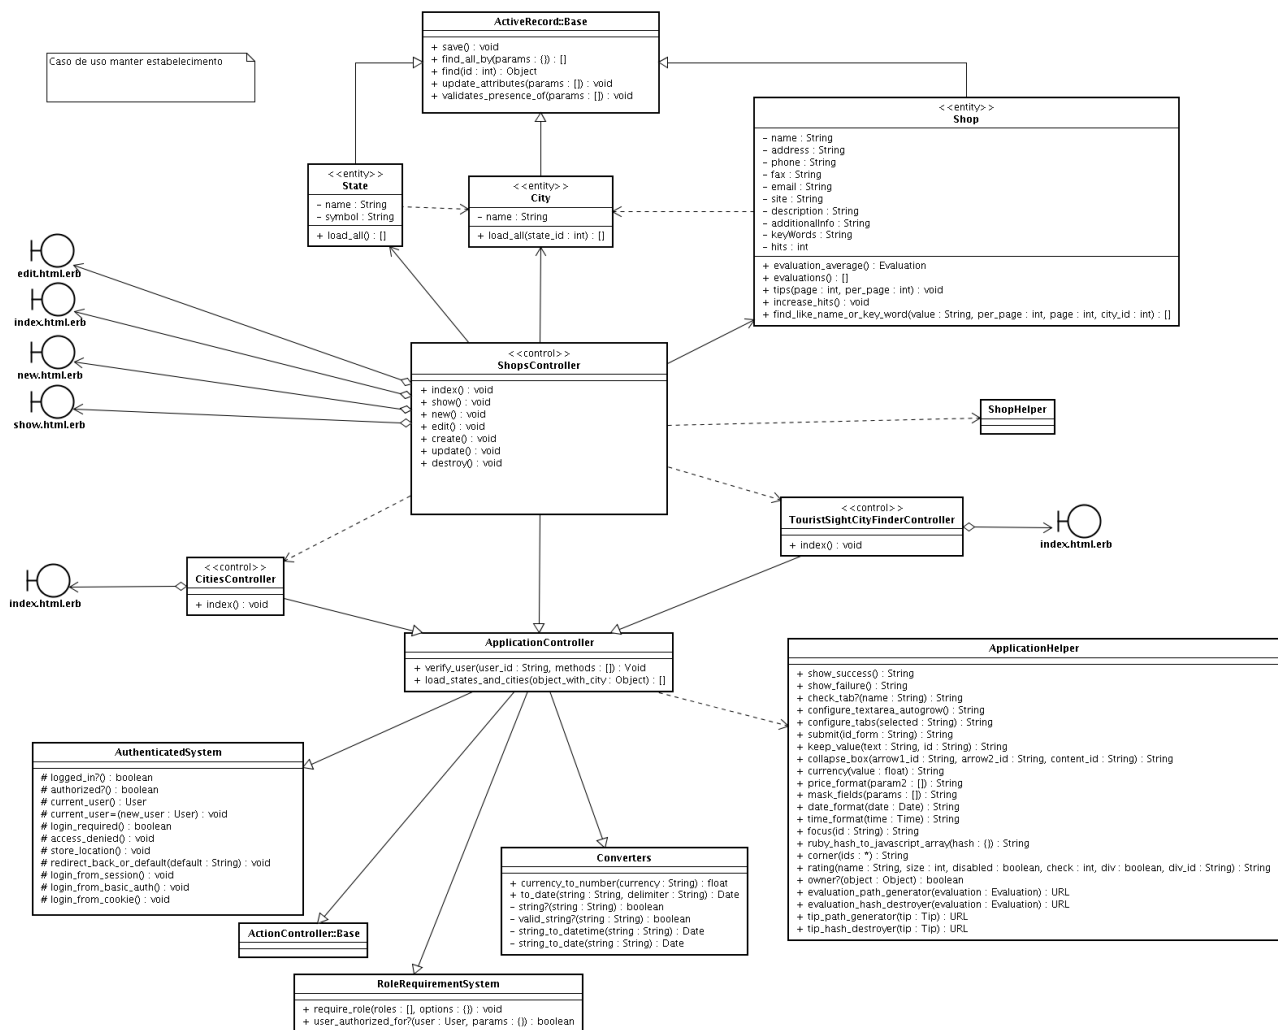 ActiveRecord::Base
+ save() : void
+ find_all_by(params : {}) : []
+ find(id : int) : Object
+ update_attributes(params : []) : void
+ validates_presence_of(params : []) : void
Caso de uso manter estabelecimento
<<entity>>
Shop
- name : String
- address : String
- phone : String
- fax : String
- email : String
- site : String
- description : String
- additionalInfo : String
- keyWords : String
- hits : int
+ evaluation_average() : Evaluation
+ evaluations() : []
+ tips(page : int, per_page : int) : void
+ increase_hits() : void
+ find_like_name_or_key_word(value : String, per_page : int, page : int, city_id : int) : []
<<entity>>
State
- name : String
- symbol : String
+ load_all() : []
<<entity>>
City
- name : String
+ load_all(state_id : int) : []
edit.html.erb
index.html.erb
new.html.erb
show.html.erb
<<control>>
ShopsController
+ index() : void
+ show() : void
+ new() : void
+ edit() : void
+ create() : void
+ update() : void
+ destroy() : void
ShopHelper
<<control>>
TouristSightCityFinderController
+ index() : void
index.html.erb
<<control>>
CitiesController
+ index() : void
index.html.erb
ApplicationController
+ verify_user(user_id : String, methods : []) : Void
+ load_states_and_cities(object_with_city : Object) : []
ApplicationHelper
+ show_success() : String
+ show_failure() : String
+ check_tab?(name : String) : String
+ configure_textarea_autogrow() : String
+ configure_tabs(selected : String) : String
+ submit(id_form : String) : String
+ keep_value(text : String, id : String) : String
+ collapse_box(arrow1_id : String, arrow2_id : String, content_id : String) : String
+ currency(value : float) : String
+ price_format(param2 : []) : String
+ mask_fields(params : []) : String
+ date_format(date : Date) : String
+ time_format(time : Time) : String
+ focus(id : String) : String
+ ruby_hash_to_javascript_array(hash : {}) : String
+ corner(ids : *) : String
+ rating(name : String, size : int, disabled : boolean, check : int, div : boolean, div_id : String) : String
+ owner?(object : Object) : boolean
+ evaluation_path_generator(evaluation : Evaluation) : URL
+ evaluation_hash_destroyer(evaluation : Evaluation) : URL
+ tip_path_generator(tip : Tip) : URL
+ tip_hash_destroyer(tip : Tip) : URL
AuthenticatedSystem
# logged_in?() : boolean
# authorized?() : boolean
# current_user() : User
# current_user=(new_user : User) : void
# login_required() : boolean
# access_denied() : void
# store_location() : void
# redirect_back_or_default(default : String) : void
# login_from_session() : void
# login_from_basic_auth() : void
# login_from_cookie() : void
Converters
+ currency_to_number(currency : String) : float
+ to_date(string : String, delimiter : String) : Date
- string?(string : String) : boolean
- valid_string?(string : String) : boolean
- string_to_datetime(string : String) : Date
- string_to_date(string : String) : Date
ActionController::Base
RoleRequirementSystem
+ require_role(roles : [], options : {}) : void
+ user_authorized_for?(user : User, params : {}) : boolean